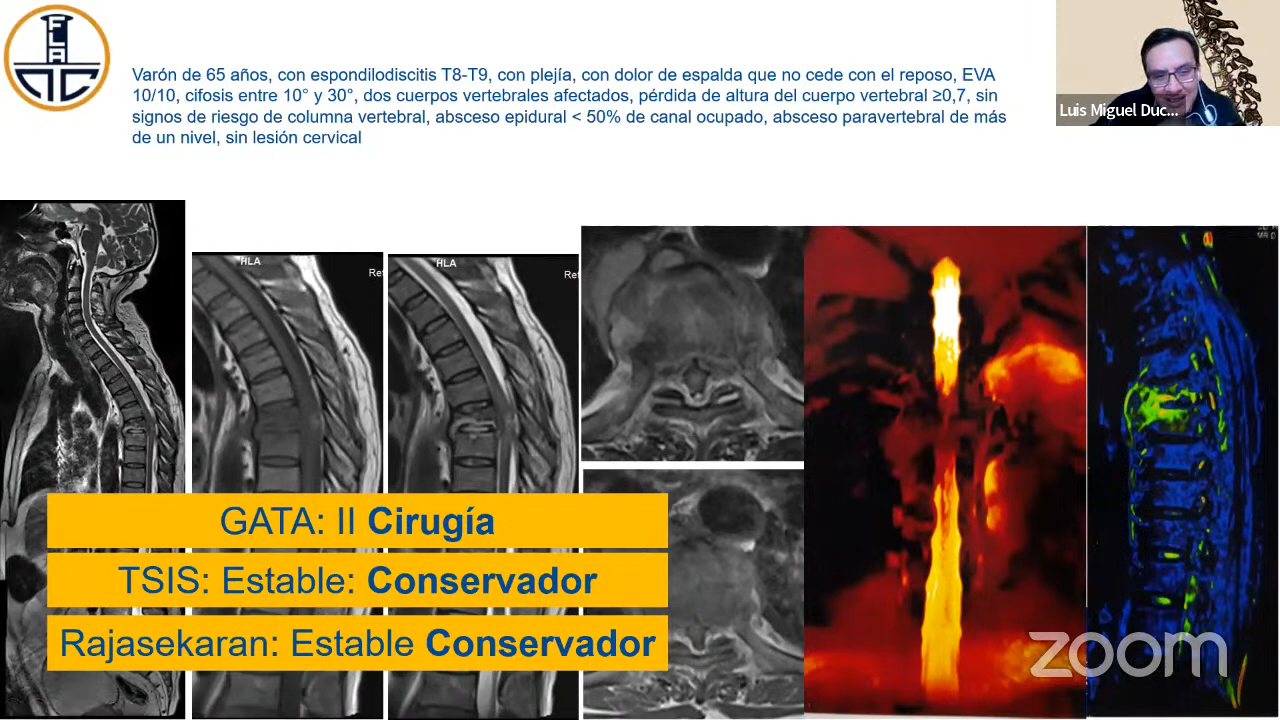 FLA
TC
Varón de 65 años, con espondilodiscitis T8-T9, con plejía, con dolor de espalda que no cede con el reposo, EVA
10/10, cifosis entre 10° y 30°, dos cuerpos vertebrales afectados, pérdida de altura del cuerpo vertebral ≥0,7, sin
signos de riesgo de columna vertebral, absceso epidural < 50% de canal ocupado, absceso paravertebral de más
de un nivel, sin lesión cervical
Luis Miguel Duc...
HLA
Ret
HLA
Ret
GATA: II Cirugía
TSIS: Estable: Conservador
Rajasekaran: Estable Conservador
zoom